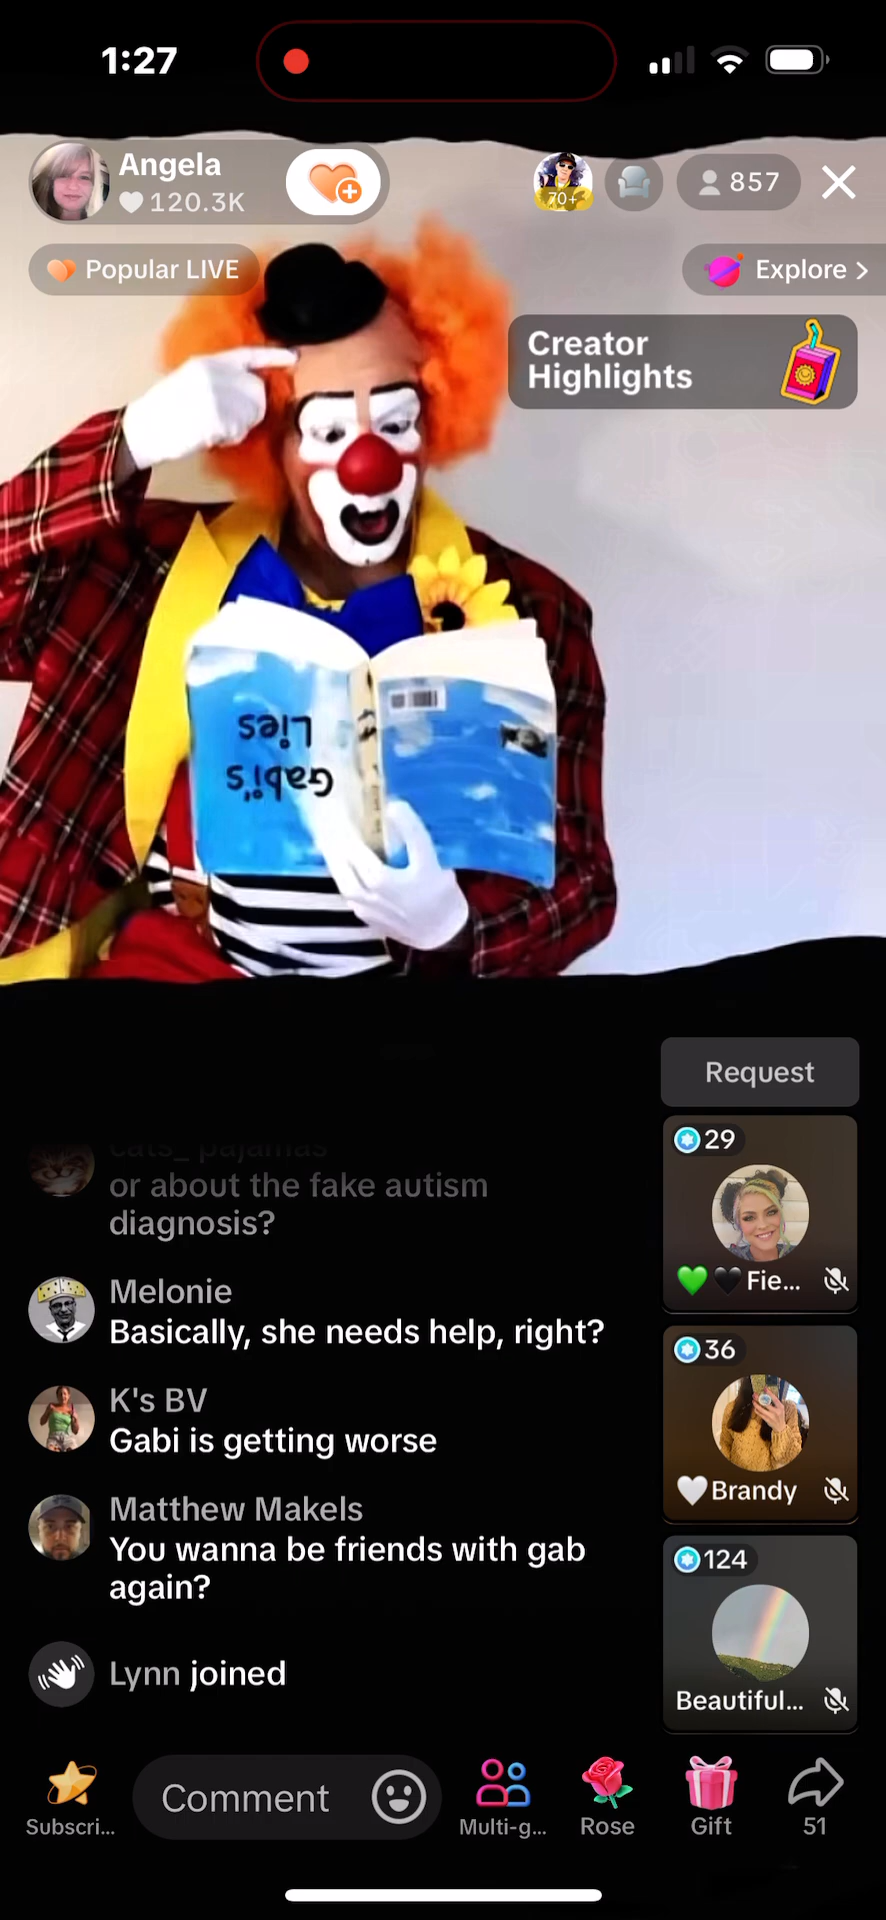 1:27
Angela
120.3K
70+
857
Popular LIVE
Explore >
Creator
Highlights
Gabi's
Lies
Request
cats_ pajamas
or about the fake autism
diagnosis?
29
Fie...
Melonie
Basically, she needs help, right?
36
Brandy
K's BV
Gabi is getting worse
Matthew Makels
You wanna be friends with gab
again?
124
Beautiful...
Lynn joined
Subscri...
Comment
Multi-g...
Rose
Gift
51